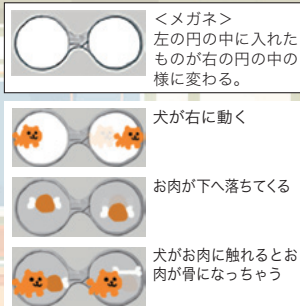 ＜メガネ＞
左の円の中に入れた
ものが右の円の中の
様に変わる。
犬が右に動く
お肉が下へ落ちてくる
犬がお肉に触れるとお
肉が骨になっちゃう